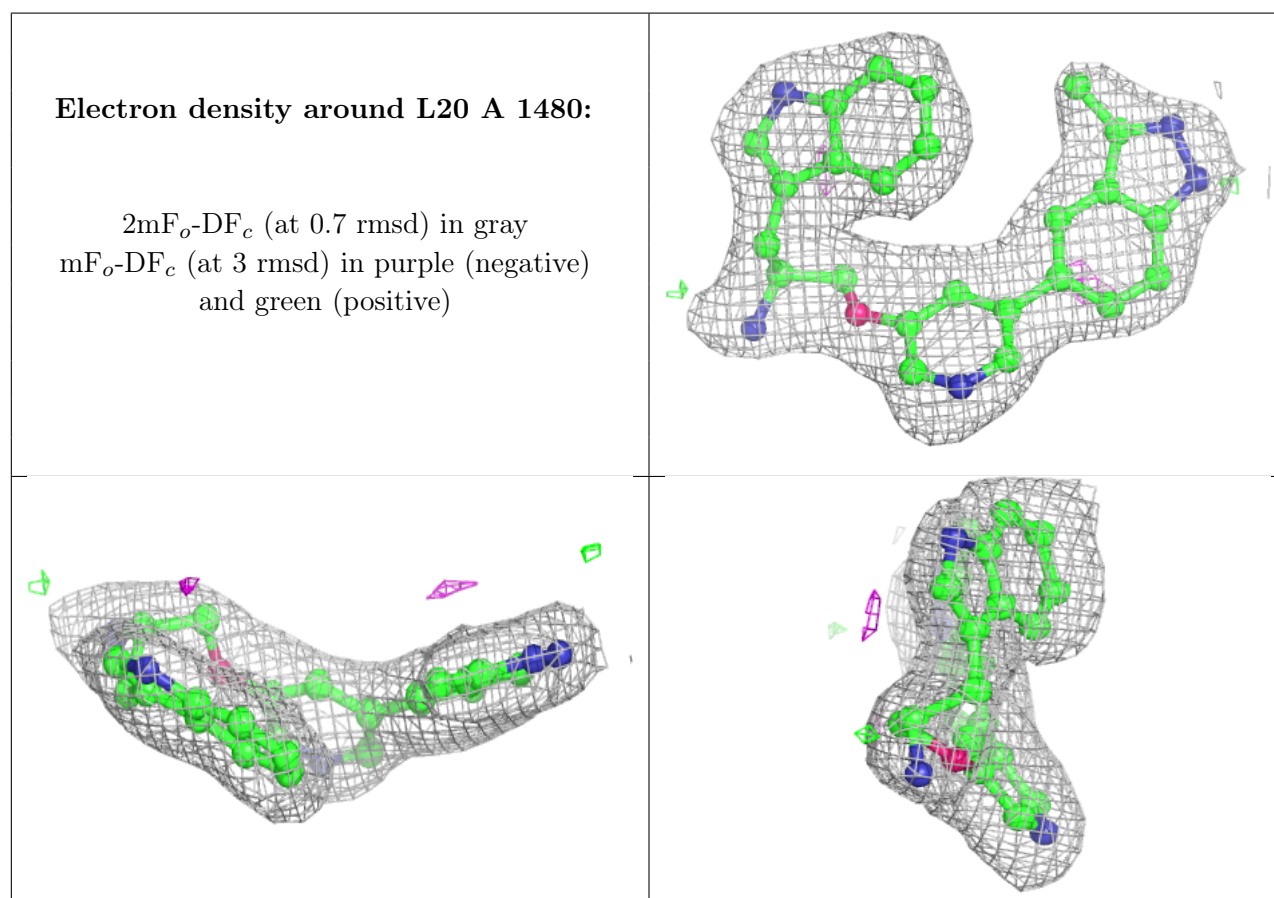 Electron density around L20 A 1480:
2mFo-DFc (at 0.7 rmsd) in gray
mFo-DFc (at 3 rmsd) in purple (negative)
and green (positive)